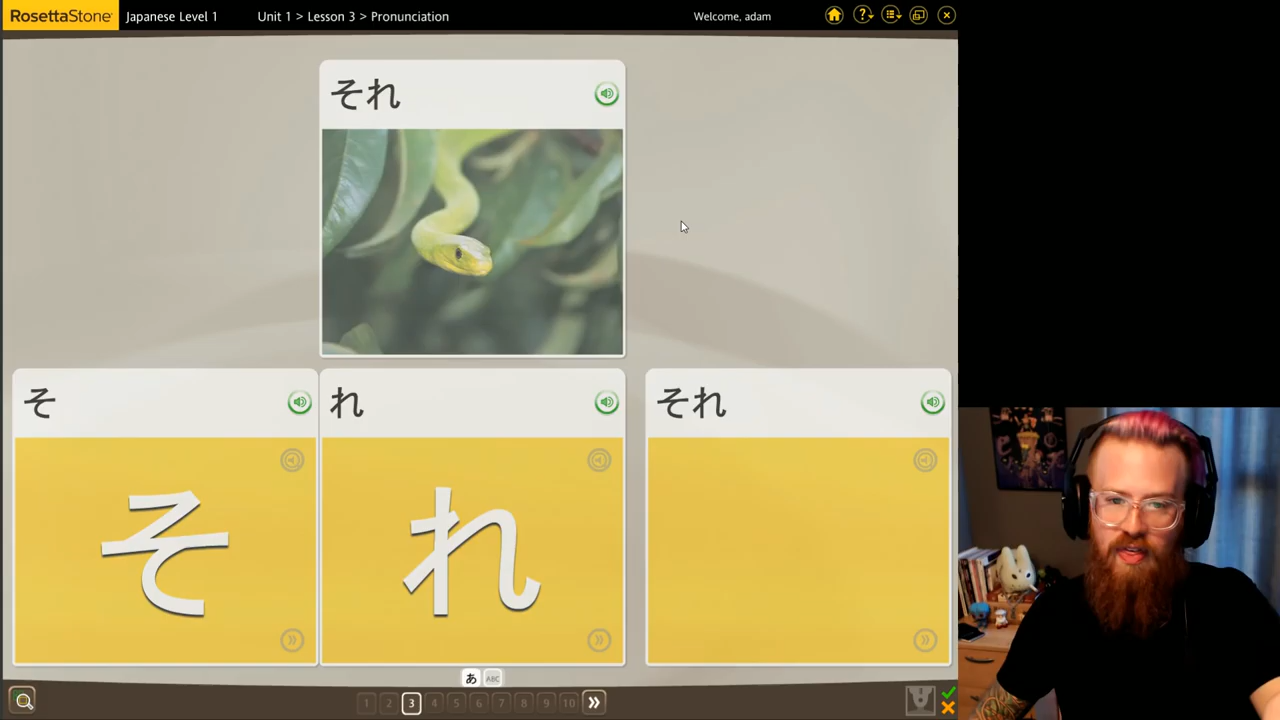 RosettaStone Japanese Level 1 Unit 1 > Lesson 3 > Pronunciation Welcome, adam
それ
そ れ それ
そ れ
あ ABC
1 2 3 4 5 6 7 8 9 10